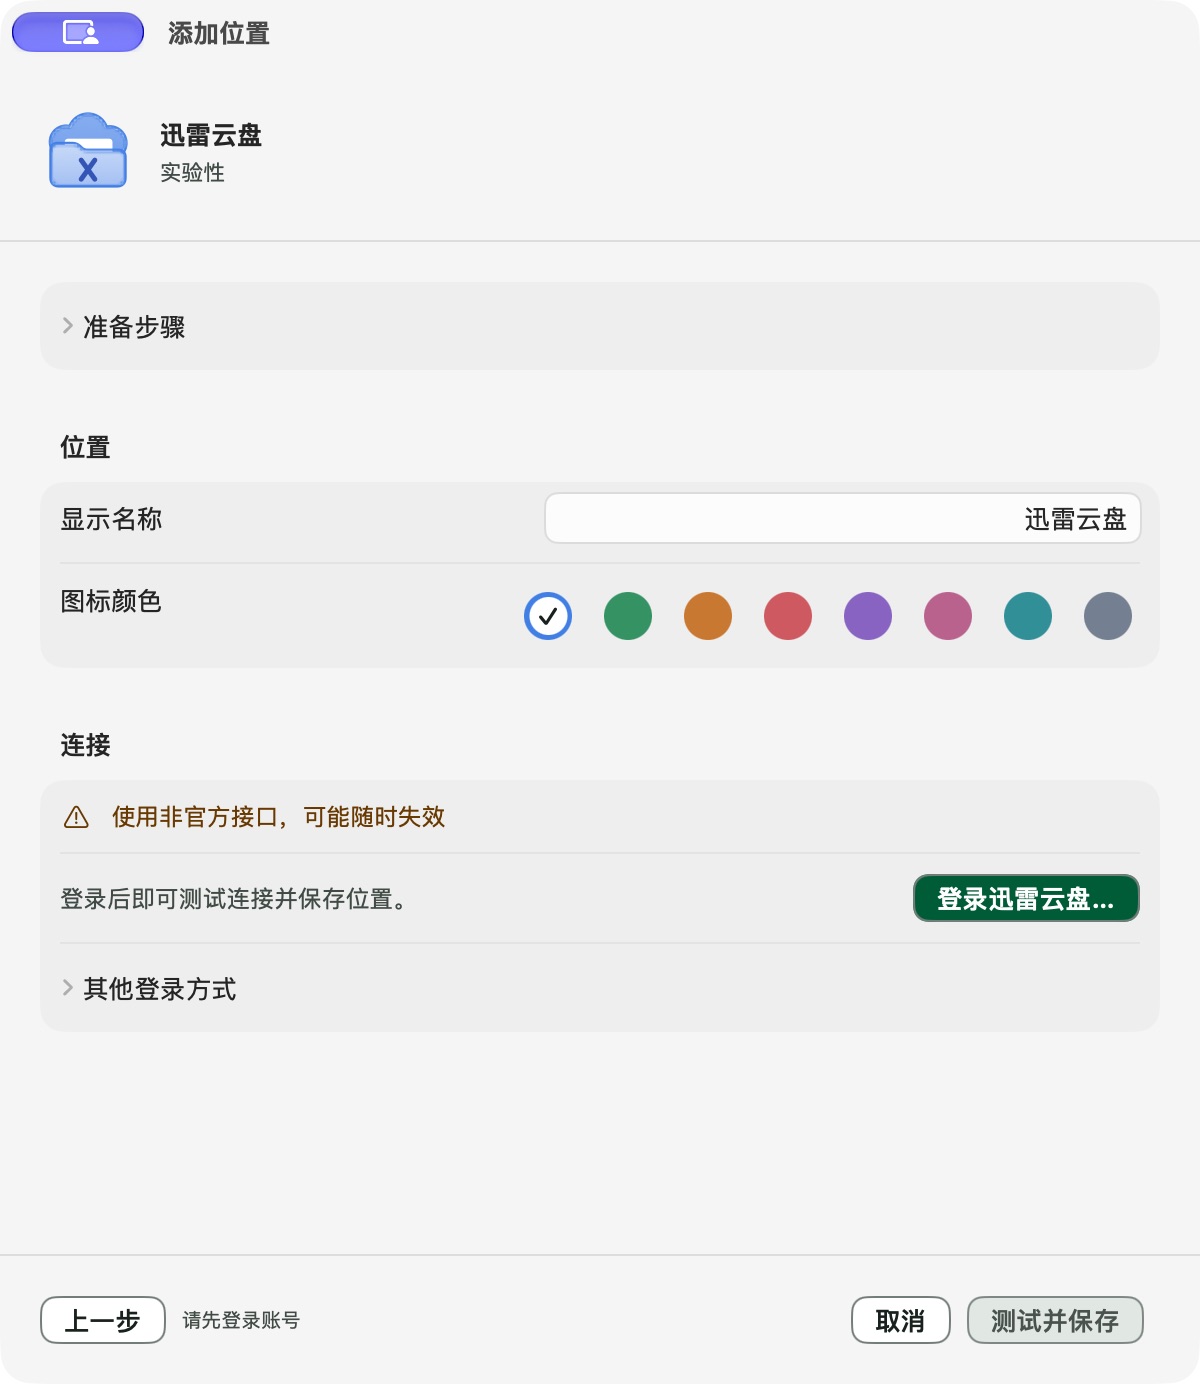 添加位置
迅雷云盘
实验性
准备步骤
位置
显示名称
迅雷云盘
图标颜色
连接
使用非官方接口，可能随时失效
登录后即可测试连接并保存位置。
登录迅雷云盘...
其他登录方式
上一步
请先登录账号
取消
测试并保存